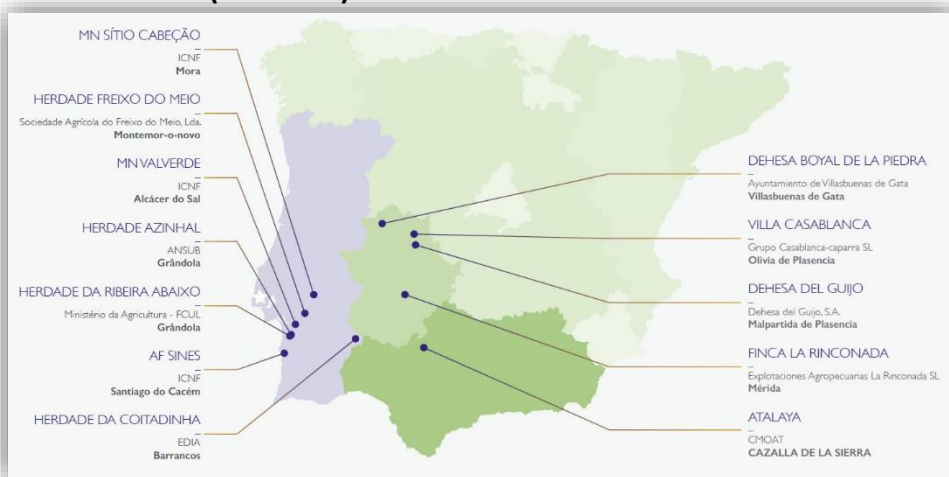 MN SÍTIO CABEÇÃO
ICNF
Mora
HERDADE FREIXO DO MEIO
Sociedade Agrícola do Freixo do Meio, Lda.
Montemor-o-novo
MN VALVERDE
ICNF
Alcácer do Sal
HERDADE AZINHAL
ANSUB
Grândola
HERDADE DA RIBEIRA ABAIXO
Ministério da Agricultura - FCUL
Grândola
AF SINES
ICNF
Santiago do Cacém
HERDADE DA COITADINHA
EDIA
Barrancos
DEHESA BOYAL DE LA PIEDRA
Ayuntamiento de Villasbuenas de Gata
Villasbuenas de Gata
VILLA CASABLANCA
Grupo Casablanca-caparra SL
Olivia de Plasencia
DEHESA DEL GUIJO
Dehesa del Guijo, S.A.
Malpartida de Plasencia
FINCA LA RINCONADA
Explotaciones Agropecuarias La Rinconada SL
Mérida
ATALAYA
CMOAT
CAZALLA DE LA SIERRA